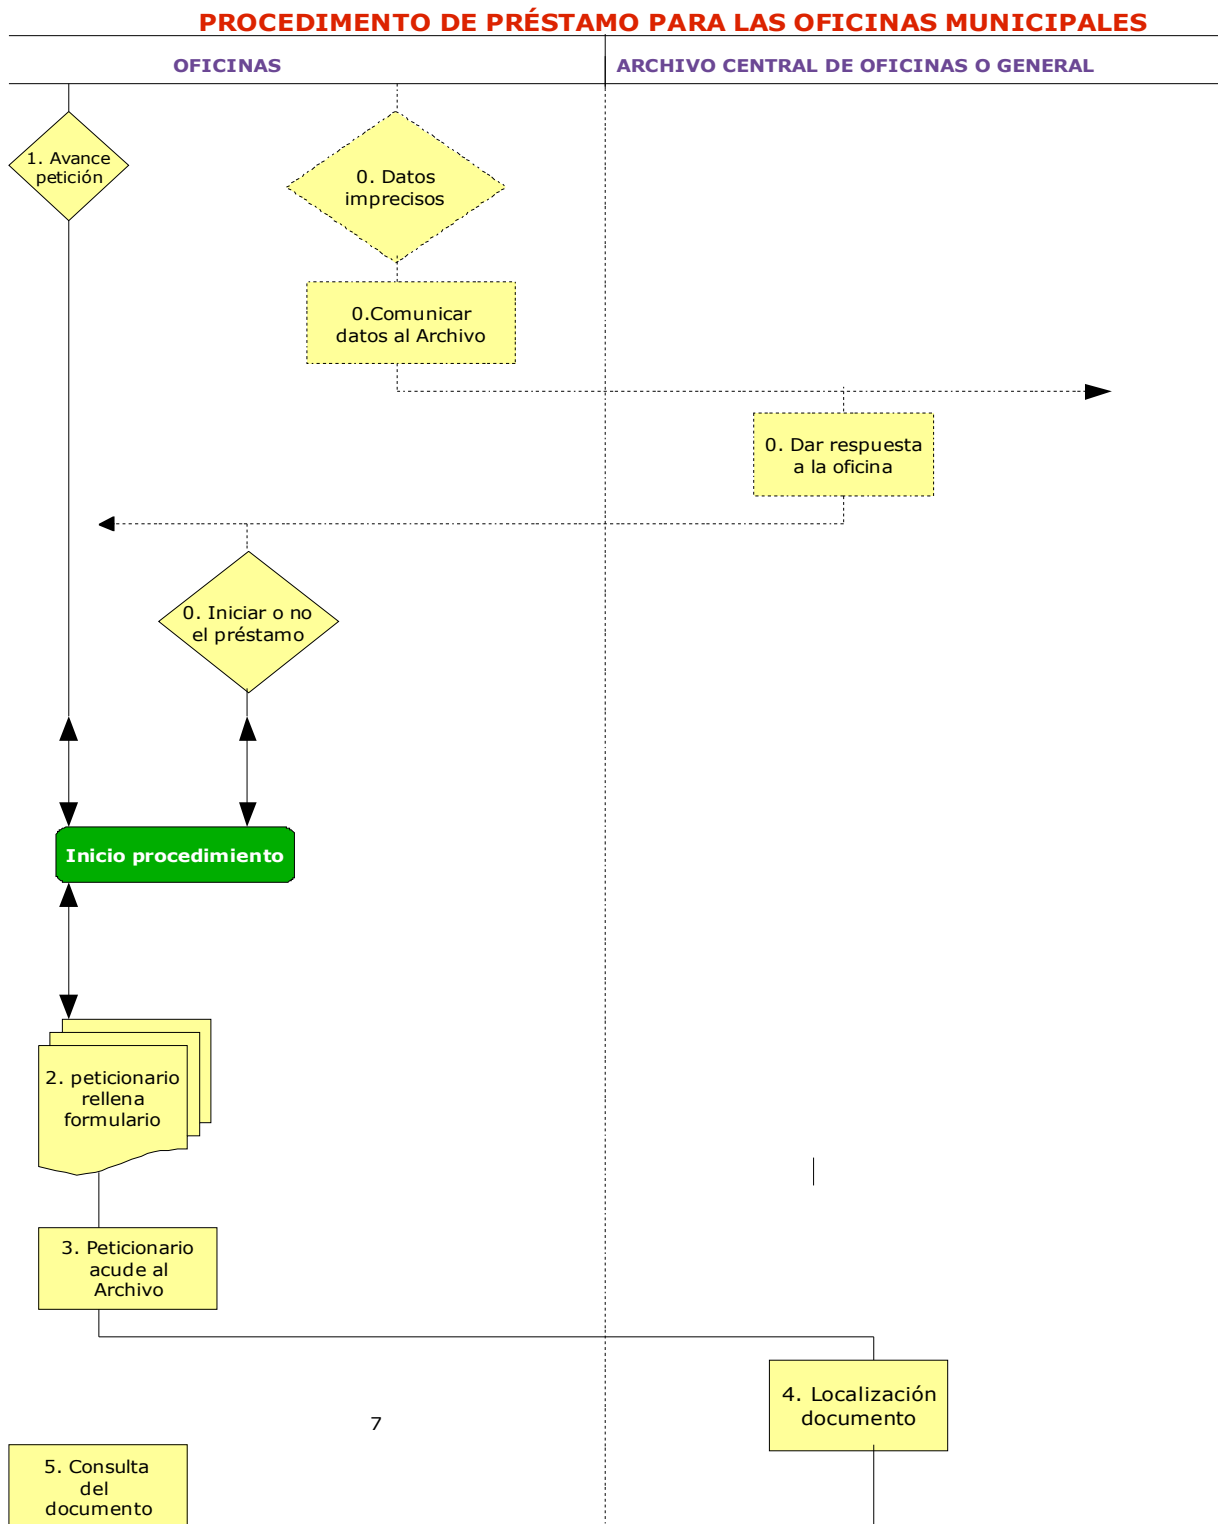 PROCEDIMENTO DE PRÉSTAMO PARA LAS OFICINAS MUNICIPALES
OFICINAS
ARCHIVO CENTRAL DE OFICINAS O GENERAL
1. Avance
petición
0. Datos
imprecisos
0.Comunicar
datos al Archivo
0. Dar respuesta
a la oficina
0. Iniciar o no
el préstamo
Inicio procedimiento
2. peticionario
rellena
formulario
3. Peticionario
acude al
Archivo
4. Localización
documento
7
5. Consulta
del
documento